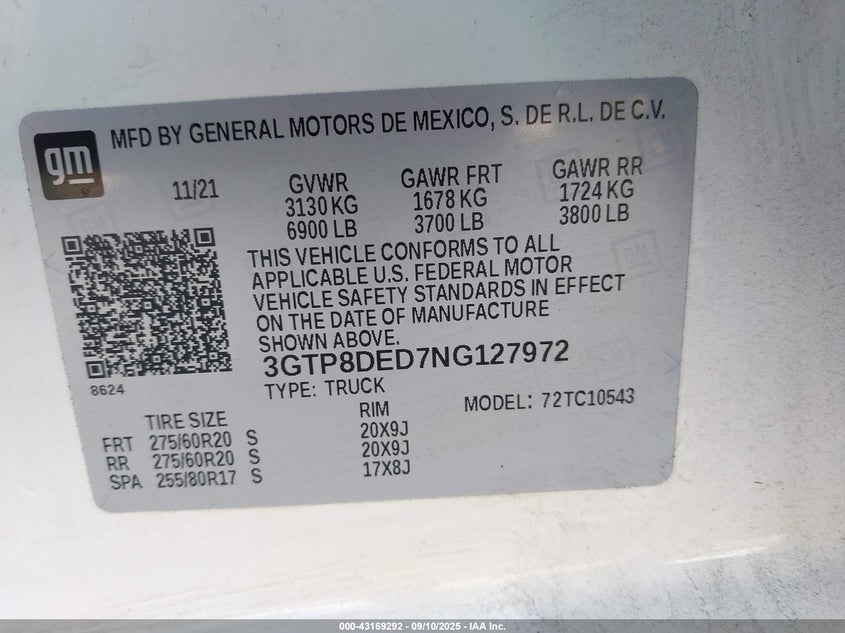 gm
MFD BY GENERAL MOTORS DE MEXICO, S. DE R.L. DE C.V.
11/21
GVWR
3130 KG
6900 LB
GAWR FRT
1678 KG
3700 LB
GAWR RR
1724 KG
3800 LB
THIS VEHICLE CONFORMS TO ALL
APPLICABLE U.S. FEDERAL MOTOR
VEHICLE SAFETY STANDARDS IN EFFECT
ON THE DATE OF MANUFACTURE
SHOWN ABOVE.
3GTP8DED7NG127972
8624
TYPE: TRUCK
MODEL: 72TC10543
TIRE SIZE RIM
FRT 275/60R20 S 20X9J
RR 275/60R20 S 20X9J
SPA 255/80R17 S 17X8J
000-43169292 - 09/10/2025 - IAA Inc.